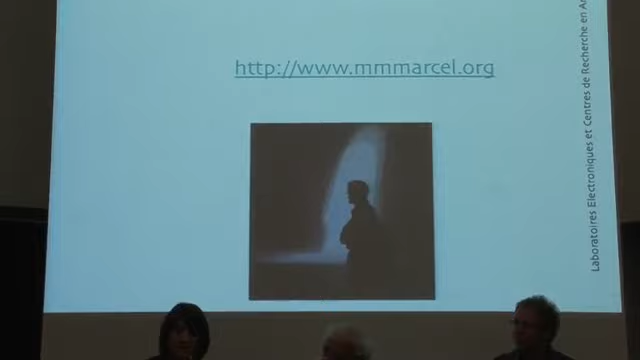 http://www.mmmarcel.org
Laboratoires Electroniques et Centres de Recherche en